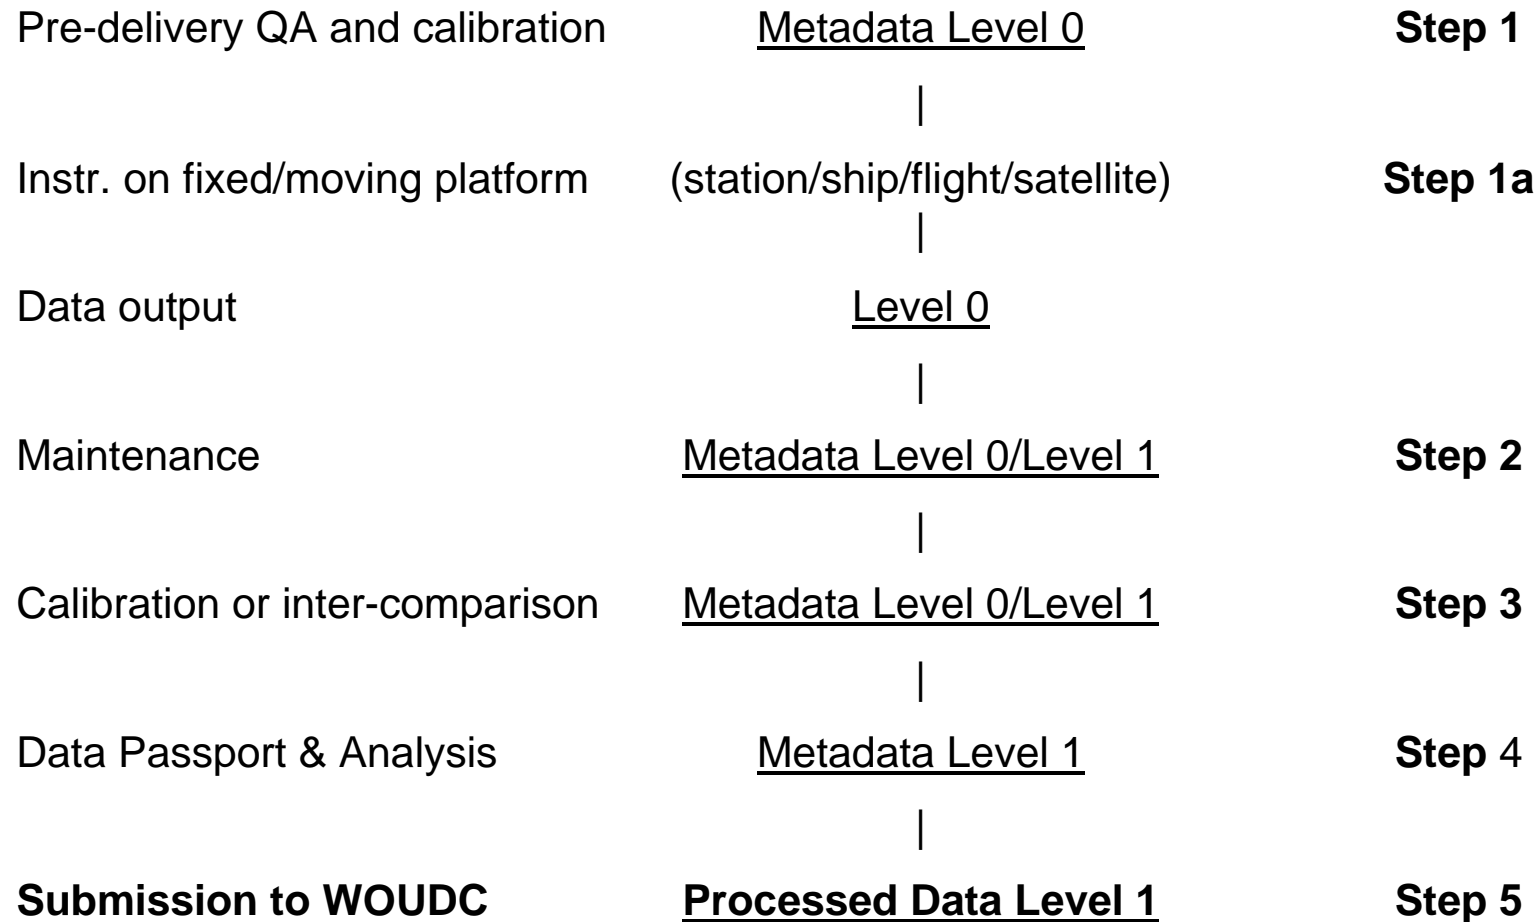 Pre-delivery QA and calibration Metadata Level 0 Step 1
|
Instr. on fixed/moving platform (station/ship/flight/satellite) Step 1a
|
Data output Level 0
|
Maintenance Metadata Level 0/Level 1 Step 2
|
Calibration or inter-comparison Metadata Level 0/Level 1 Step 3
|
Data Passport & Analysis Metadata Level 1 Step 4
|
Submission to WOUDC Processed Data Level 1 Step 5